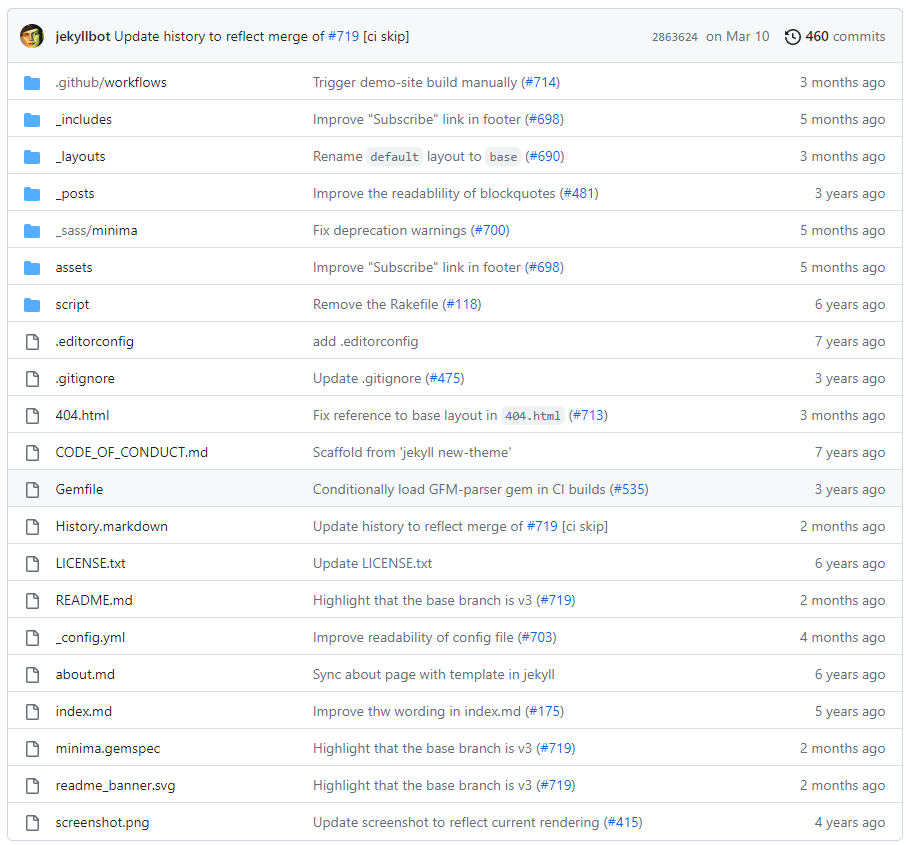 jekyllbot Update history to reflect merge of #719 [ci skip] 2863624 on Mar 10 460 commits
.github/workflows Trigger demo-site build manually (#714) 3 months ago
_includes Improve "Subscribe" link in footer (#698) 5 months ago
_layouts Rename default layout to base (#690) 3 months ago
_posts Improve the readablility of blockquotes (#481) 3 years ago
_sass/minima Fix deprecation warnings (#700) 5 months ago
assets Improve "Subscribe" link in footer (#698) 5 months ago
script Remove the Rakefile (#118) 6 years ago
.editorconfig add .editorconfig 7 years ago
.gitignore Update .gitignore (#475) 3 years ago
404.html Fix reference to base layout in 404.html (#713) 3 months ago
CODE_OF_CONDUCT.md Scaffold from 'jekyll new-theme' 7 years ago
Gemfile Conditionally load GFM-parser gem in CI builds (#535) 3 years ago
History.markdown Update history to reflect merge of #719 [ci skip] 2 months ago
LICENSE.txt Update LICENSE.txt 6 years ago
README.md Highlight that the base branch is v3 (#719) 2 months ago
_config.yml Improve readability of config file (#703) 4 months ago
about.md Sync about page with template in jekyll 6 years ago
index.md Improve thw wording in index.md (#175) 5 years ago
minima.gemspec Highlight that the base branch is v3 (#719) 2 months ago
readme_banner.svg Highlight that the base branch is v3 (#719) 2 months ago
screenshot.png Update screenshot to reflect current rendering (#415) 4 years ago